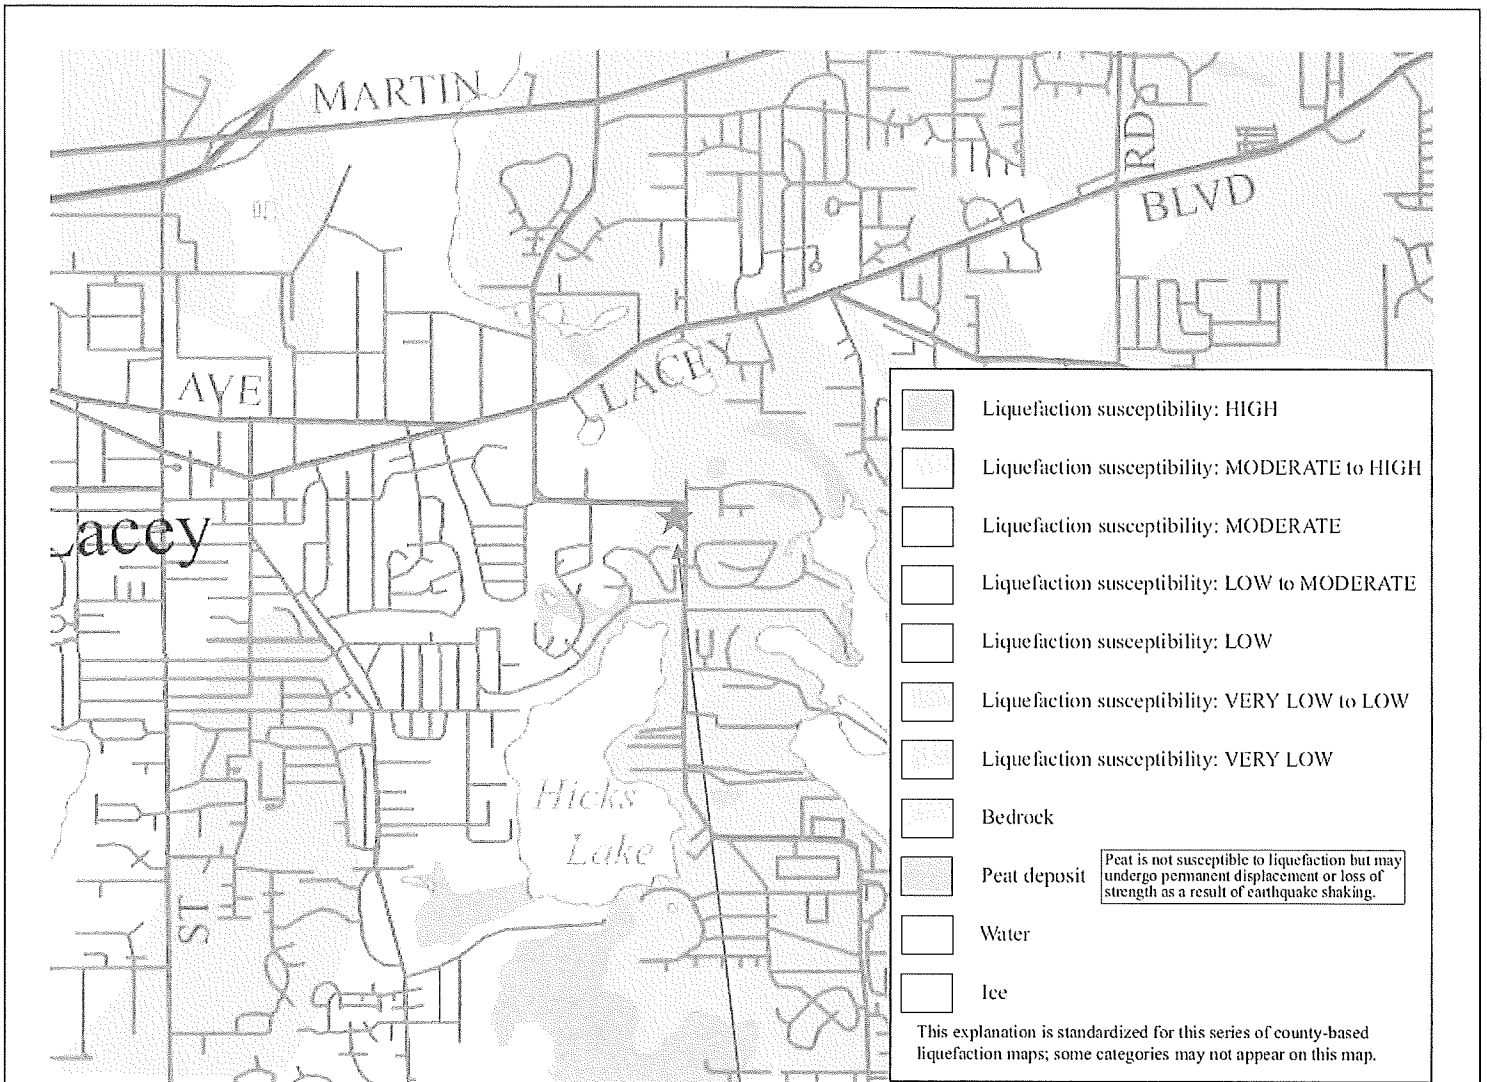 MARTIN
RD
BLVD
LACEY
AVE
Lacey
Hicks
Lake
ST
Liquefaction susceptibility: HIGH
Liquefaction susceptibility: MODERATE to HIGH
Liquefaction susceptibility: MODERATE
Liquefaction susceptibility: LOW to MODERATE
Liquefaction susceptibility: LOW
Liquefaction susceptibility: VERY LOW to LOW
Liquefaction susceptibility: VERY LOW
Bedrock
Peat deposit
Peat is not susceptible to liquefaction but may
undergo permanent displacement or loss of
strength as a result of earthquake shaking.
Water
Ice
This explanation is standardized for this series of county-based
liquefaction maps; some categories may not appear on this map.